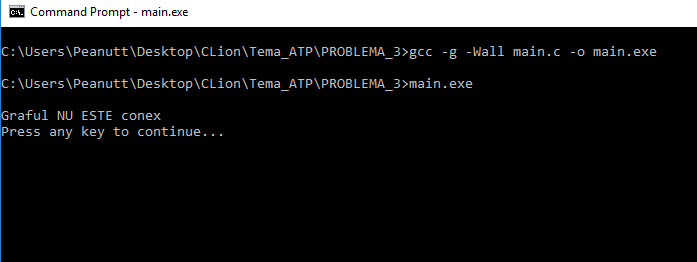 Command Prompt - main.exe
C:\Users\Peanutt\Desktop\CLion\Tema_ATP\PROBLEMA_3>gcc -g -Wall main.c -o main.exe
C:\Users\Peanutt\Desktop\CLion\Tema_ATP\PROBLEMA_3>main.exe
Graful NU ESTE conex
Press any key to continue...